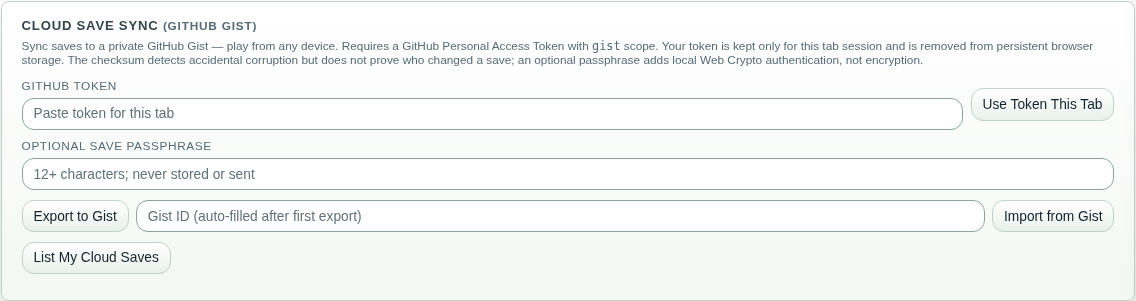 CLOUD SAVE SYNC (GITHUB GIST)
Sync saves to a private GitHub Gist — play from any device. Requires a GitHub Personal Access Token with gist scope. Your token is kept only for this tab session and is removed from persistent browser
storage. The checksum detects accidental corruption but does not prove who changed a save; an optional passphrase adds local Web Crypto authentication, not encryption.
GITHUB TOKEN
Paste token for this tab
Use Token This Tab
OPTIONAL SAVE PASSPHRASE
12+ characters; never stored or sent
Export to Gist
Gist ID (auto-filled after first export)
Import from Gist
List My Cloud Saves